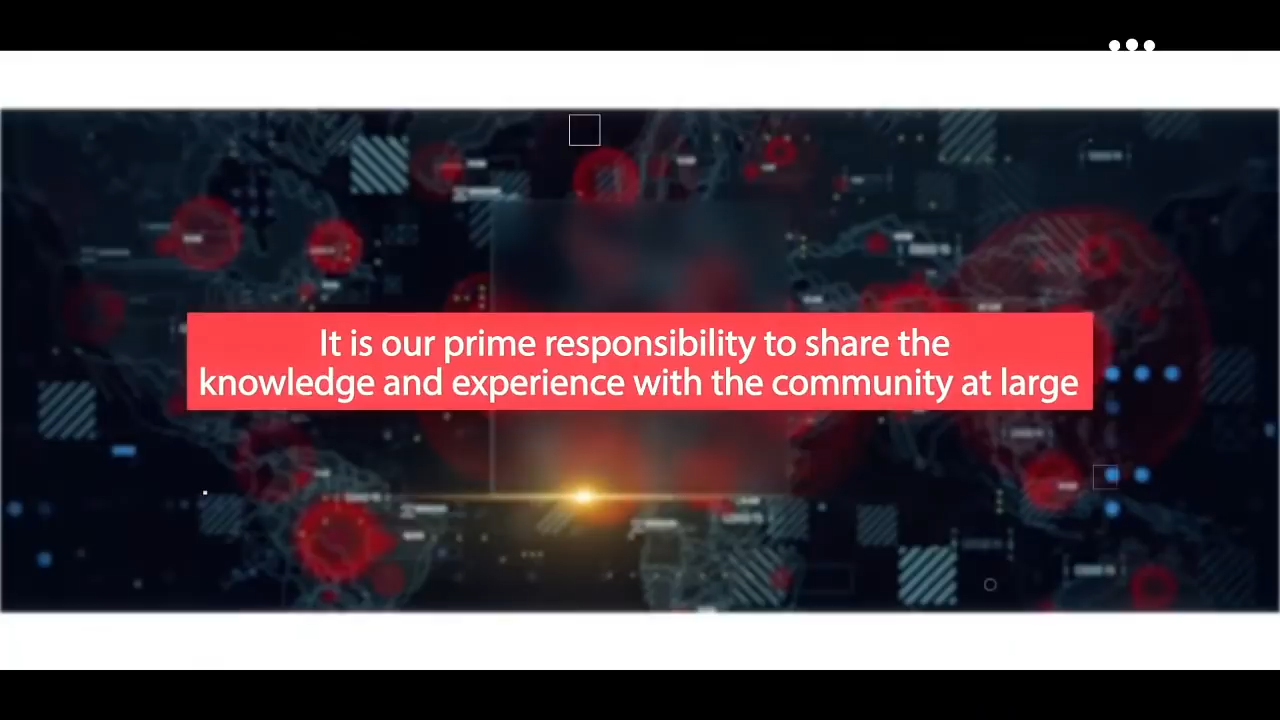 It is our prime responsibility to share the
knowledge and experience with the community at large